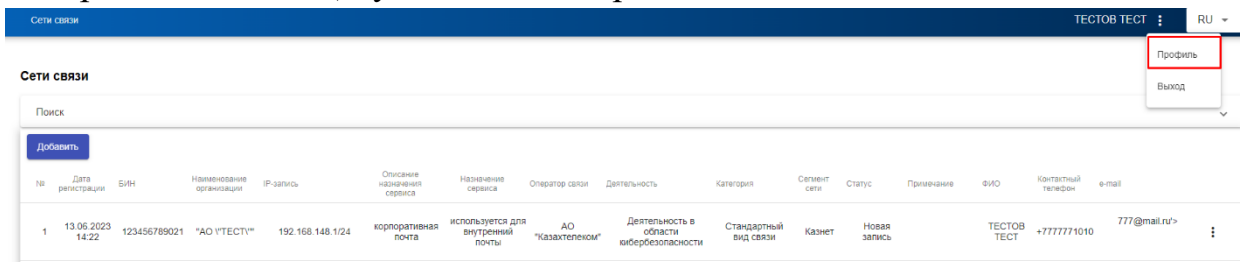 Сети связи
ТЕСТОВ ТЕСТ
RU
Профиль
Выход
Сети связи
Поиск
Добавить
№
Дата регистрации
БИН
Наименование организации
IP-запись
Описание назначения сервиса
Назначение сервиса
Оператор связи
Деятельность
Категория
Сегмент сети
Статус
Примечание
ФИО
Контактный телефон
e-mail
1
13.06.2023 14:22
123456789021
"АО \"ТЕСТ\""
192.168.148.1/24
корпоративная почта
используется для внутренний почты
АО "Казахтелеком"
Деятельность в области кибербезопасности
Стандартный вид связи
Казнет
Новая запись
ТЕСТОВ ТЕСТ
+7777771010
777@mail.ru'>